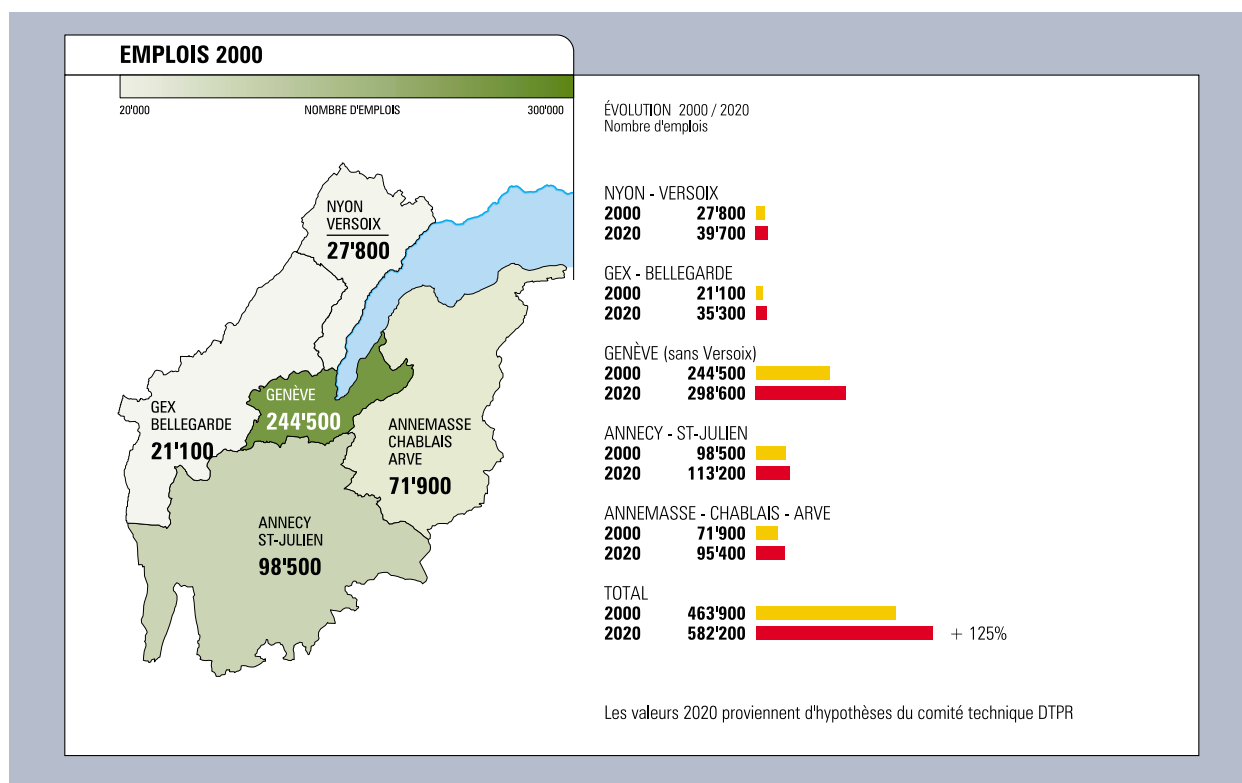 EMPLOIS 2000
20'000 NOMBRE D'EMPLOIS 300'000
NYON
VERSOIX
27'800
GEX
BELLEGARDE
21'100
GENÈVE
244'500
ANNEMASSE
CHABLAIS
ARVE
71'900
ANNECY
ST-JULIEN
98'500
ÉVOLUTION 2000 / 2020
Nombre d'emplois
NYON - VERSOIX
2000 27'800
2020 39'700
GEX - BELLEGARDE
2000 21'100
2020 35'300
GENÈVE (sans Versoix)
2000 244'500
2020 298'600
ANNECY - ST-JULIEN
2000 98'500
2020 113'200
ANNEMASSE - CHABLAIS - ARVE
2000 71'900
2020 95'400
TOTAL
2000 463'900
2020 582'200 + 125%
Les valeurs 2020 proviennent d'hypothèses du comité technique DTPR